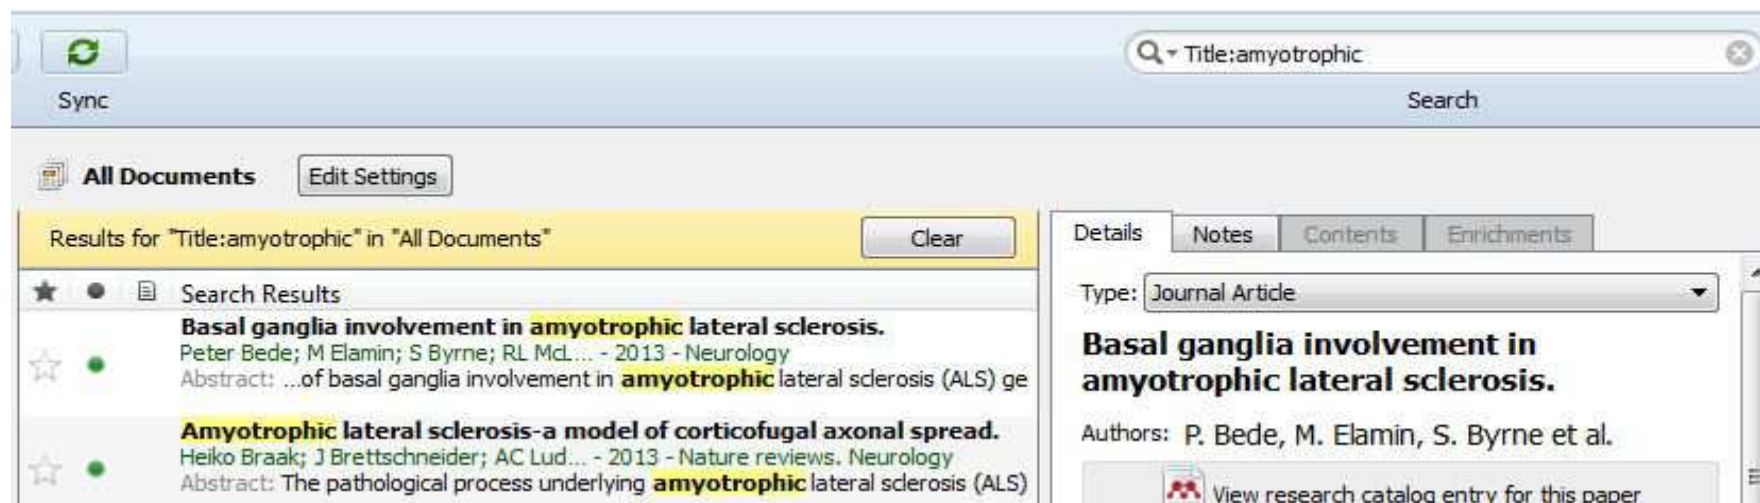 Title:amyotrophic
Sync
Search
All Documents
Edit Settings
Results for "Title:amyotrophic" in "All Documents"
Clear
Search Results
Basal ganglia involvement in amyotrophic lateral sclerosis.
Peter Bede; M Elamin; S Byrne; RL McL... - 2013 - Neurology
Abstract: ...of basal ganglia involvement in amyotrophic lateral sclerosis (ALS) ge
Amyotrophic lateral sclerosis-a model of corticofugal axonal spread.
Heiko Braak; J Brettschneider; AC Lud... - 2013 - Nature reviews. Neurology
Abstract: The pathological process underlying amyotrophic lateral sclerosis (ALS)
Details
Notes
Contents
Enrichments
Type: Journal Article
Basal ganglia involvement in
amyotrophic lateral sclerosis.
Authors: P. Bede, M. Elamin, S. Byrne et al.
View research catalog entry for this paper